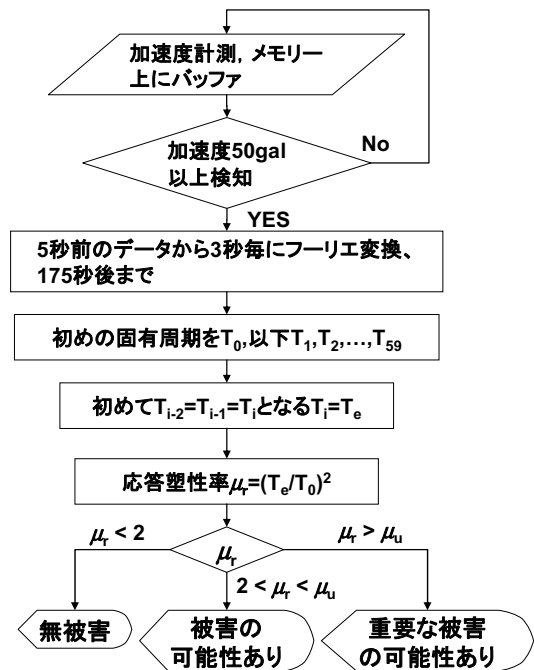 加速度計測，メモリー
上にバッファ
No
加速度50gal
以上検知
YES
5秒前のデータから3秒毎にフーリエ変換、
175秒後まで
初めの固有周期をT₀,以下T₁,T₂,…,T₅₉
初めてTᵢ₋₂=Tᵢ₋₁=TᵢとなるTᵢ=Tₑ
応答塑性率μᵣ=(Tₑ/T₀)²
μᵣ < 2
μᵣ
μᵣ > μᵤ
2 < μᵣ < μᵤ
無被害
被害の
可能性あり
重要な被害
の可能性あり